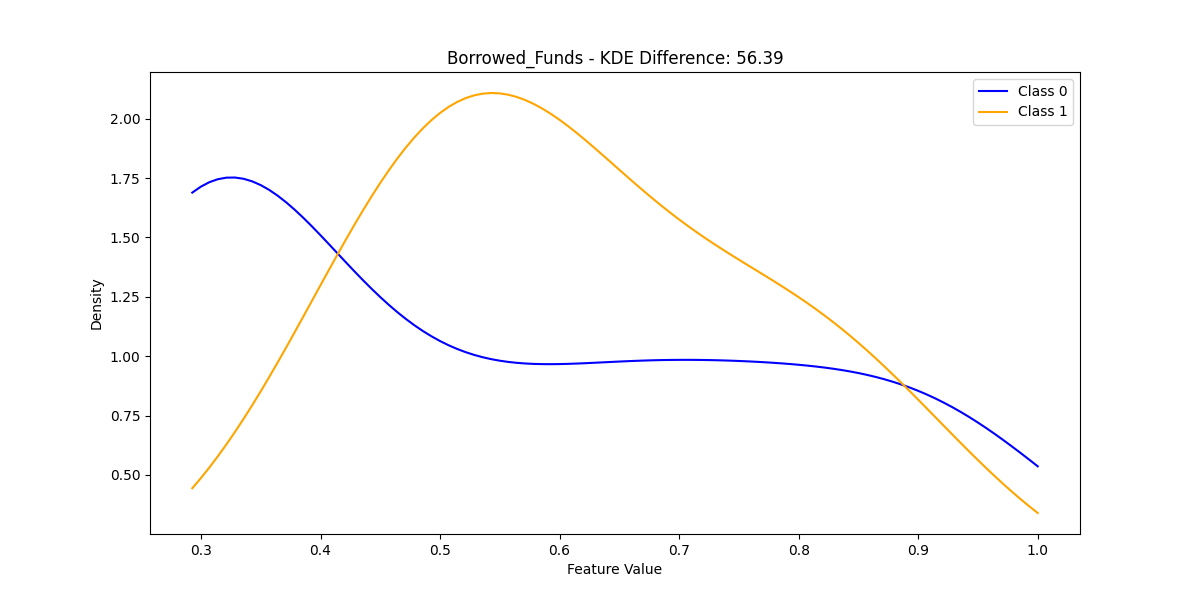 Borrowed_Funds - KDE Difference: 56.39
Class 0
Class 1
Density
2.00
1.75
1.50
1.25
1.00
0.75
0.50
0.3 0.4 0.5 0.6 0.7 0.8 0.9 1.0
Feature Value